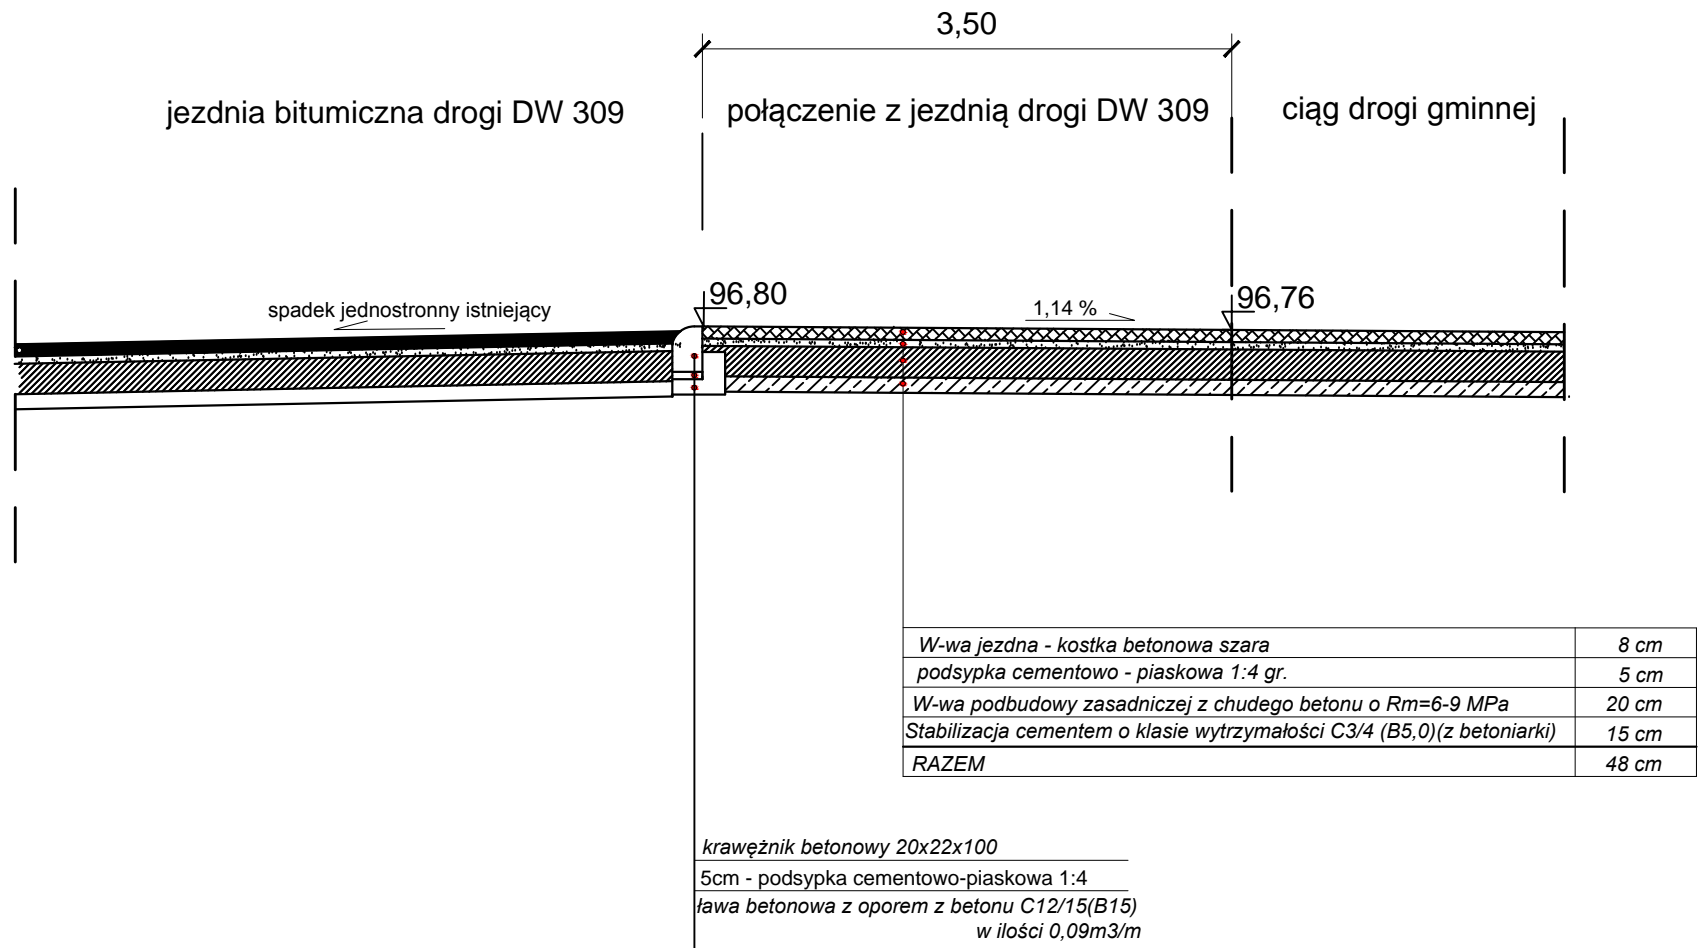 3,50
jezdnia bitumiczna drogi DW 309
połączenie z jezdnią drogi DW 309
ciąg drogi gminnej
spadek jednostronny istniejący
96,80
1,14 %
96,76
W-wa jezdna - kostka betonowa szara 8 cm
podsypka cementowo - piaskowa 1:4 gr. 5 cm
W-wa podbudowy zasadniczej z chudego betonu o Rm=6-9 MPa 20 cm
Stabilizacja cementem o klasie wytrzymałości C3/4 (B5,0)(z betoniarki) 15 cm
RAZEM 48 cm
krawężnik betonowy 20x22x100
5cm - podsypka cementowo-piaskowa 1:4
ława betonowa z oporem z betonu C12/15(B15)
w ilości 0,09m3/m